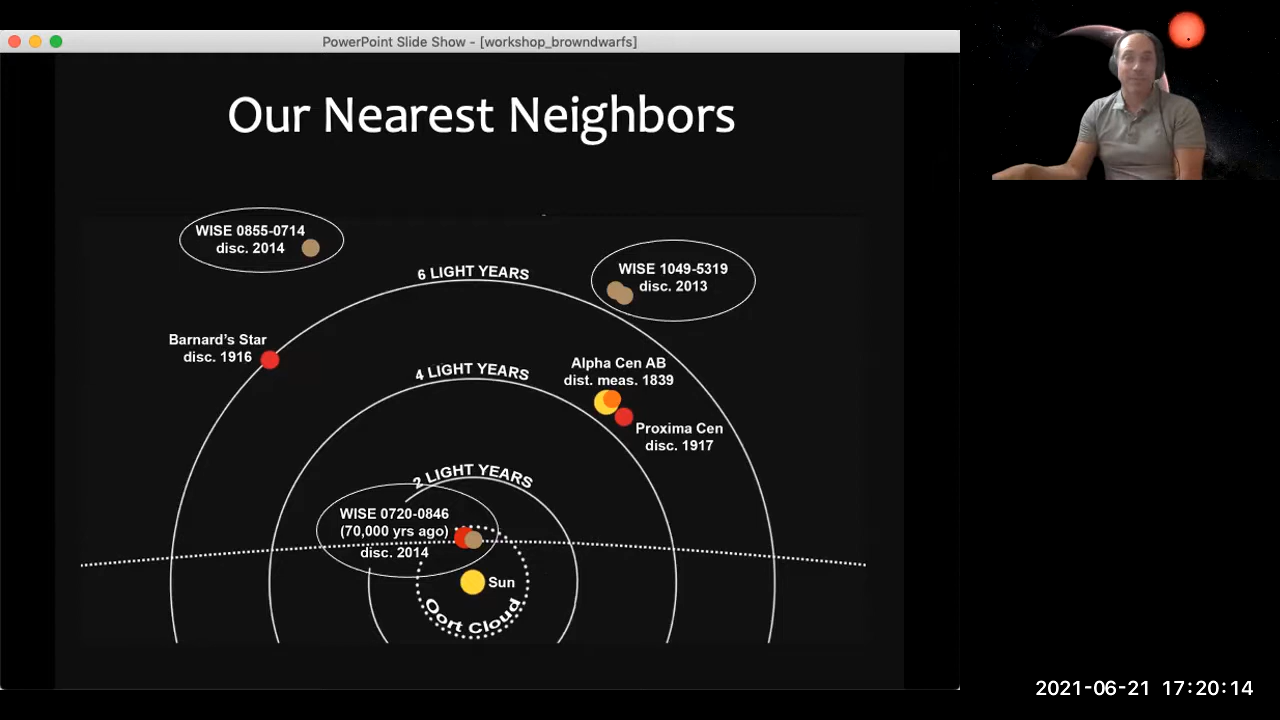 PowerPoint Slide Show - [workshop_browndwarfs]
Our Nearest Neighbors
WISE 0855-0714
disc. 2014
WISE 1049-5319
disc. 2013
6 LIGHT YEARS
Barnard's Star
disc. 1916
Alpha Cen AB
dist. meas. 1839
4 LIGHT YEARS
Proxima Cen
disc. 1917
2 LIGHT YEARS
WISE 0720-0846
(70,000 yrs ago)
disc. 2014
Sun
Oort Cloud
2021-06-21 17:20:14